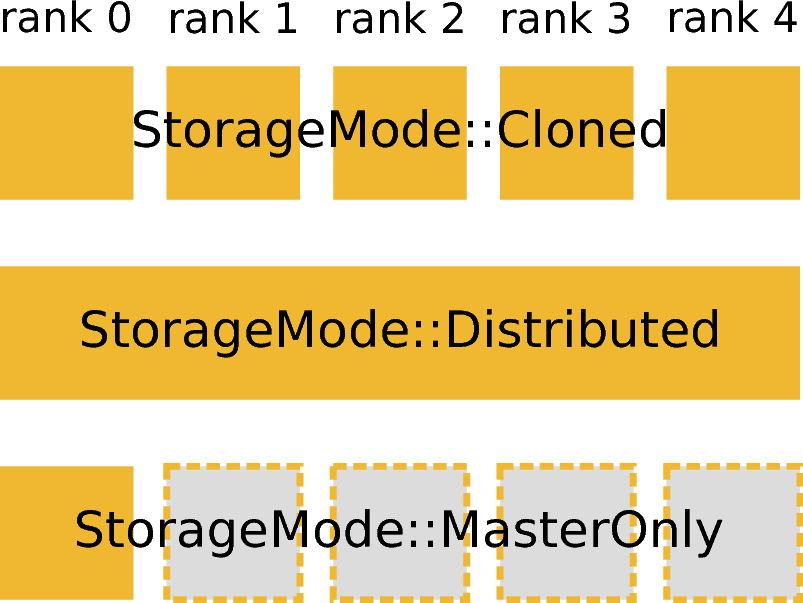 rank 0 rank 1 rank 2 rank 3 rank 4
StorageMode::Cloned
StorageMode::Distributed
StorageMode::MasterOnly